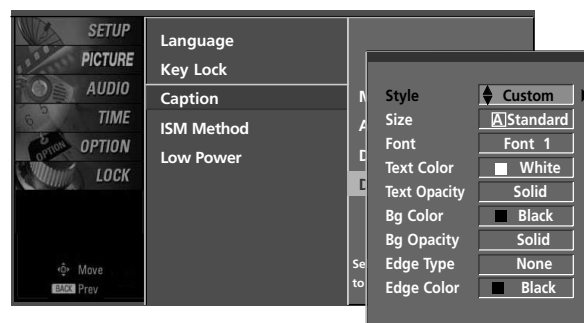 SETUP
PICTURE
AUDIO
TIME
OPTION
LOCK
Move
BACK Prev
Language
Key Lock
Caption
ISM Method
Low Power
Se
to
Style Custom
Size A Standard
Font Font 1
Text Color White
Text Opacity Solid
Bg Color Black
Bg Opacity Solid
Edge Type None
Edge Color Black